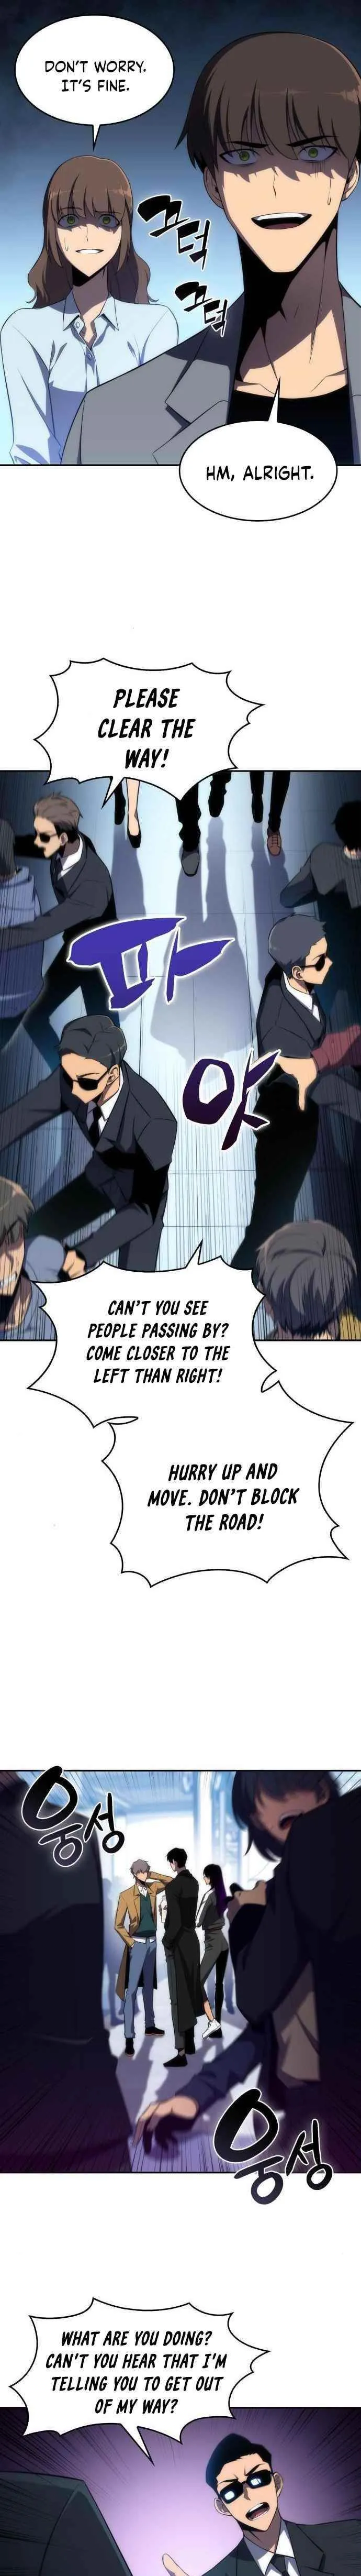 DON'T WORRY.
IT'S FINE.
끄덕
끄덕
HM, ALRIGHT.
PLEASE
CLEAR THE
WAY!
파
앗
CAN'T YOU SEE
PEOPLE PASSING BY?
COME CLOSER TO THE
LEFT THAN RIGHT!
HURRY UP AND
MOVE. DON'T BLOCK
THE ROAD!
웅성
웅성
WHAT ARE YOU DOING?
CAN'T YOU HEAR THAT I'M
TELLING YOU TO GET OUT
OF MY WAY?